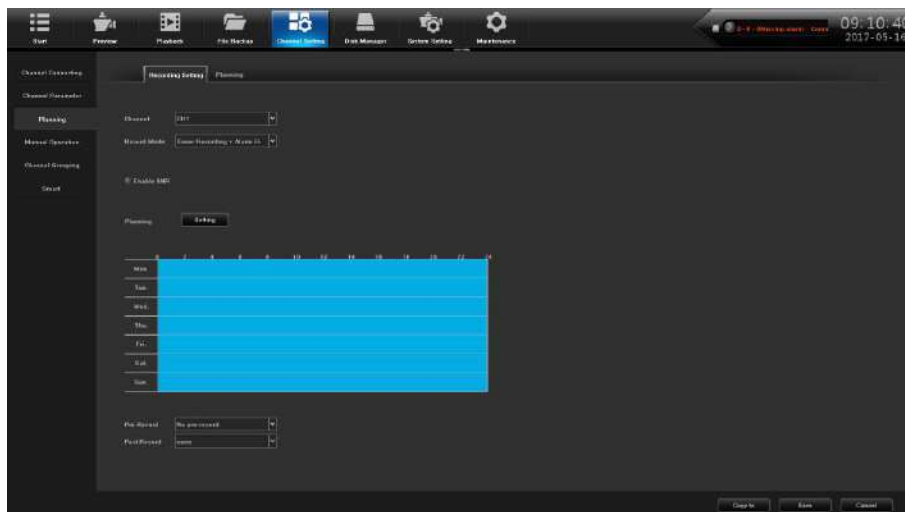 Start
Preview
Playback
File Backup
Channel Setting
Disk Manager
System Setting
Maintenance
09:10:40
2017-05-16
Channel Connecting
Channel Parameter
Planning
Manual Operation
Channel Grouping
Smart
Recording Setting
Planning
Channel
CH1
Record Mode
Enable ANR
Planning
Setting
0 2 4 6 8 10 12 14 16 18 20 22 24
Mon.
Tue.
Wed.
Thu.
Fri.
Sat.
Sun.
Pre-Record
No pre-record
Post-Record
none
Copy to
Save
Cancel